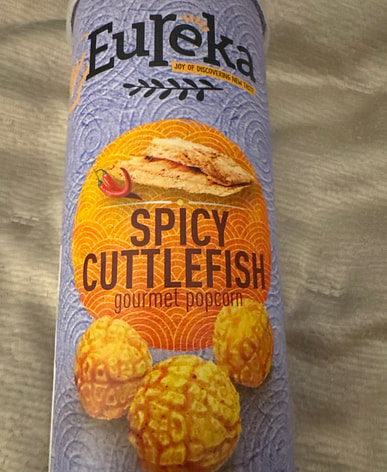 Eureka
JOY OF DISCOVERING NEW TASTE
SPICY
CUTTLEFISH
gourmet popcorn